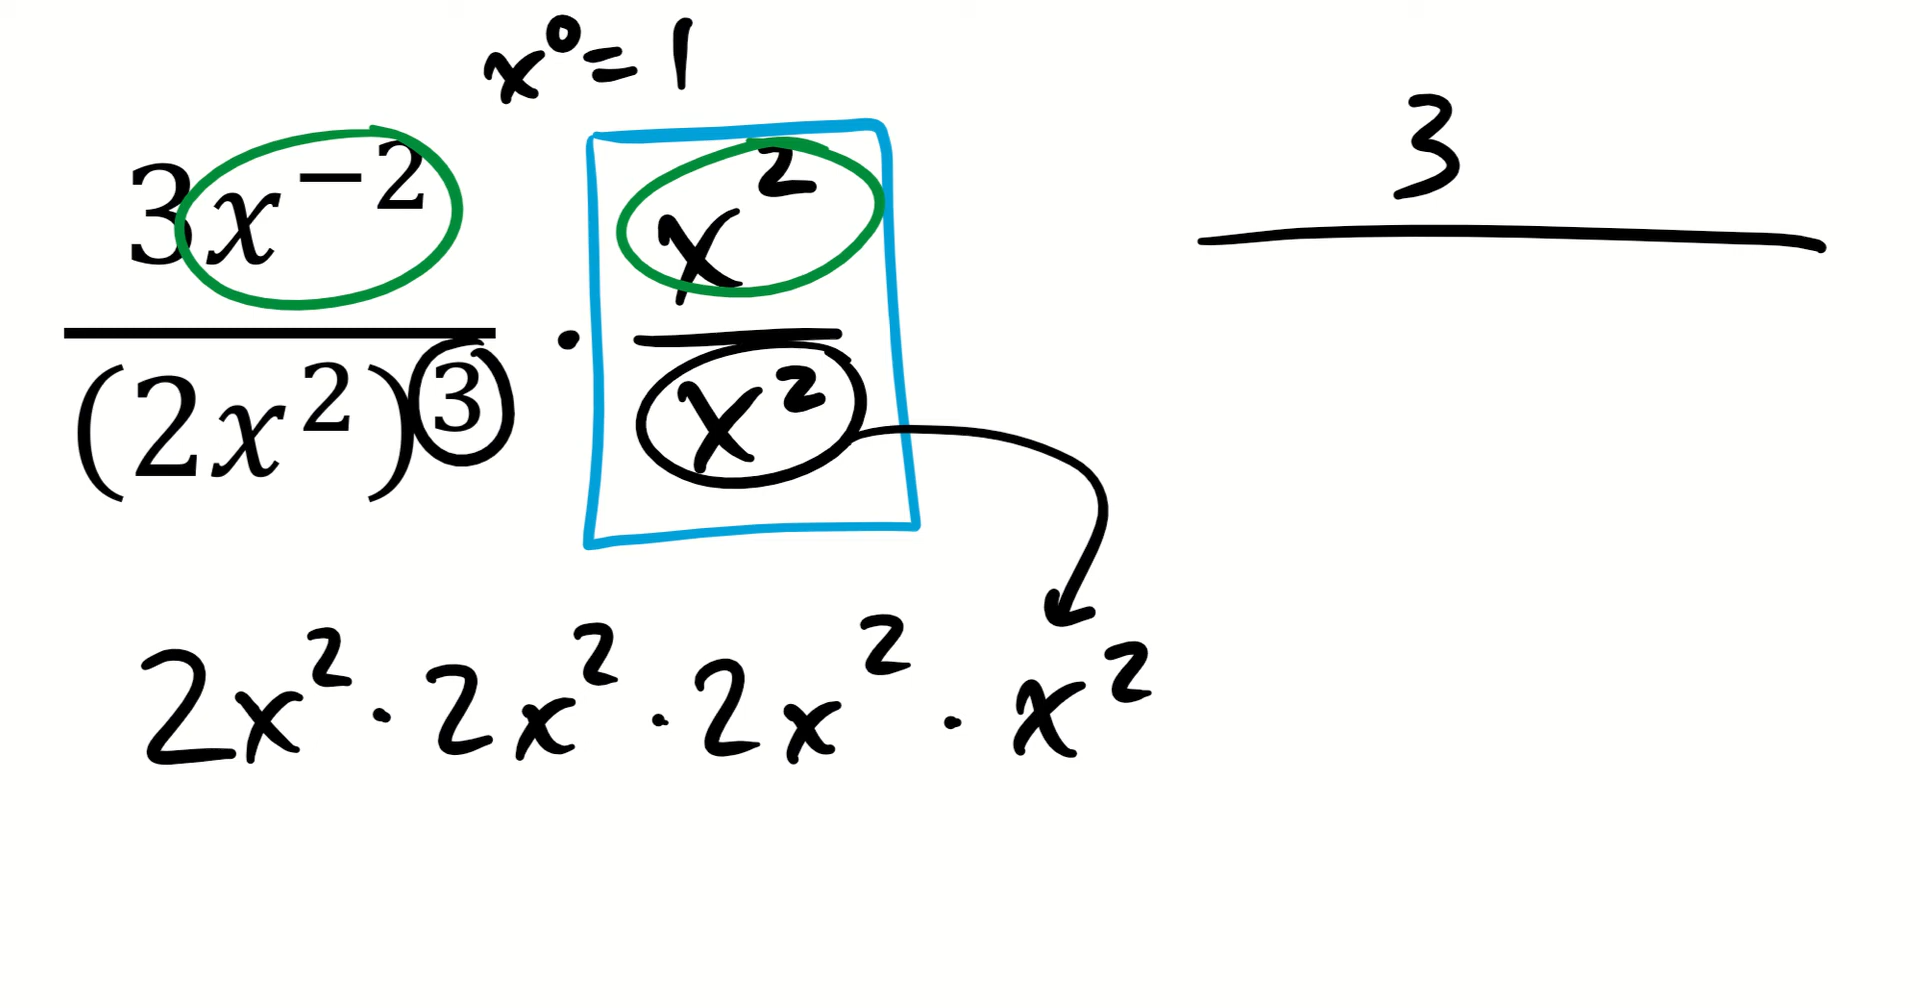 x⁰ = 1
3x⁻² / (2x²)³ · x² / x²
3
2x² · 2x² · 2x² · x²